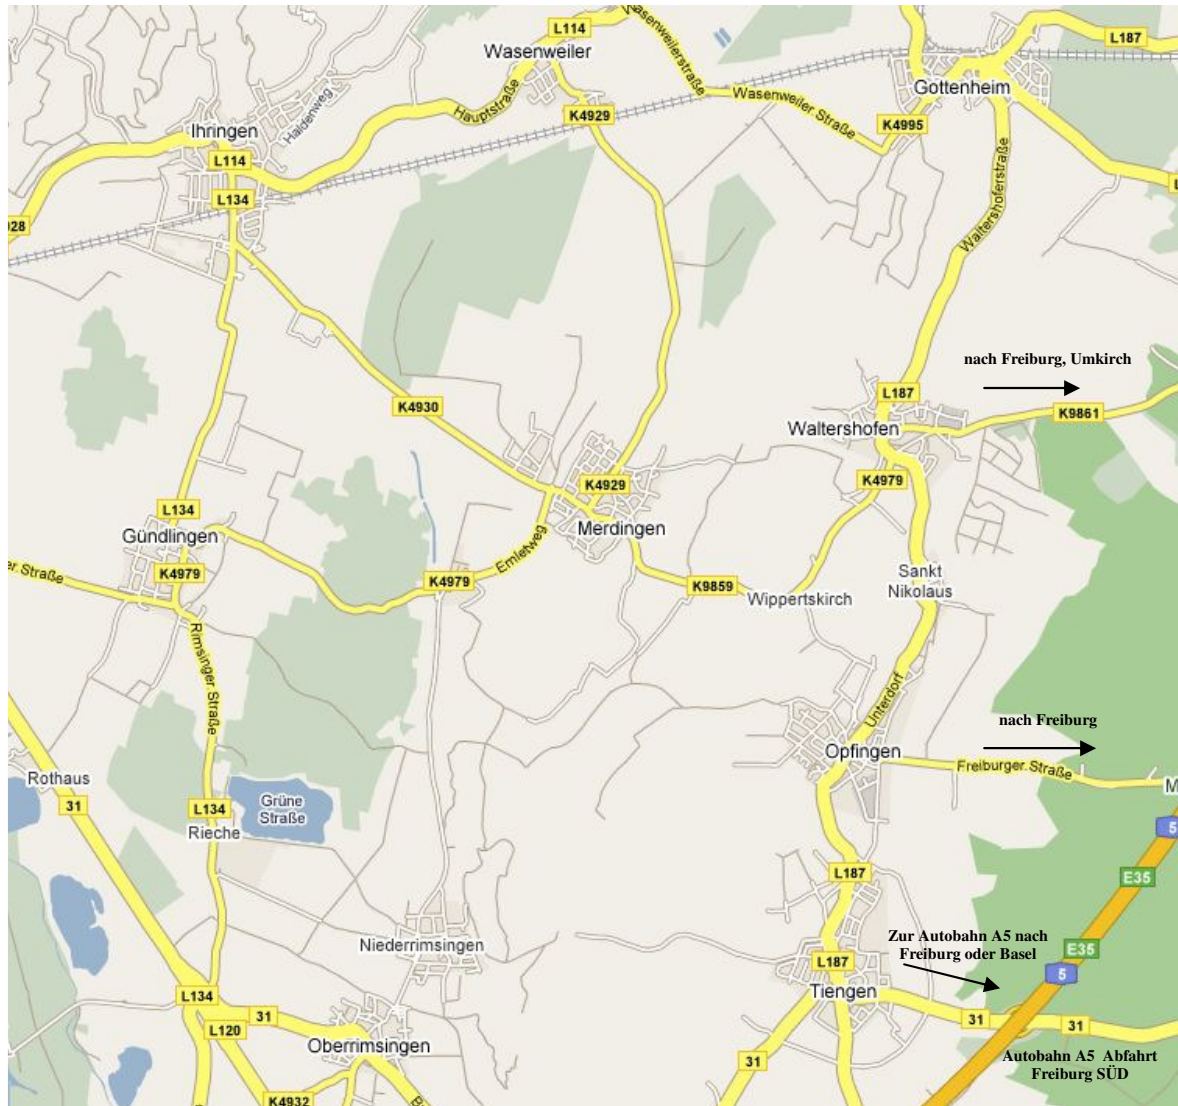 L114
Wasenweilerstraße
L187
Wasenweiler
Gottenheim
Hauptstraße
Haldenweg
K4929
Wasenweiler Straße
K4995
Ihringen
L114
L134
Waltershoferstraße
nach Freiburg, Umkirch
L187
K9861
K4930
Waltershofen
K4979
K4929
L134
Gündlingen
Merdingen
Emletweg
K4979
K4979
K9859
Wippertskirch
Sankt
Nikolaus
er Straße
Rimsinger Straße
Unterdorf
nach Freiburg
Opfingen
Freiburger Straße
M
Rothaus
31
Grüne
Straße
L134
Rieche
5
L187
E35
Niederrimsingen
Zur Autobahn A5 nach
Freiburg oder Basel
E35
L187
5
Tiengen
L134
31
L120
31
31
Oberrimsingen
31
Autobahn A5 Abfahrt
Freiburg SÜD
K4932